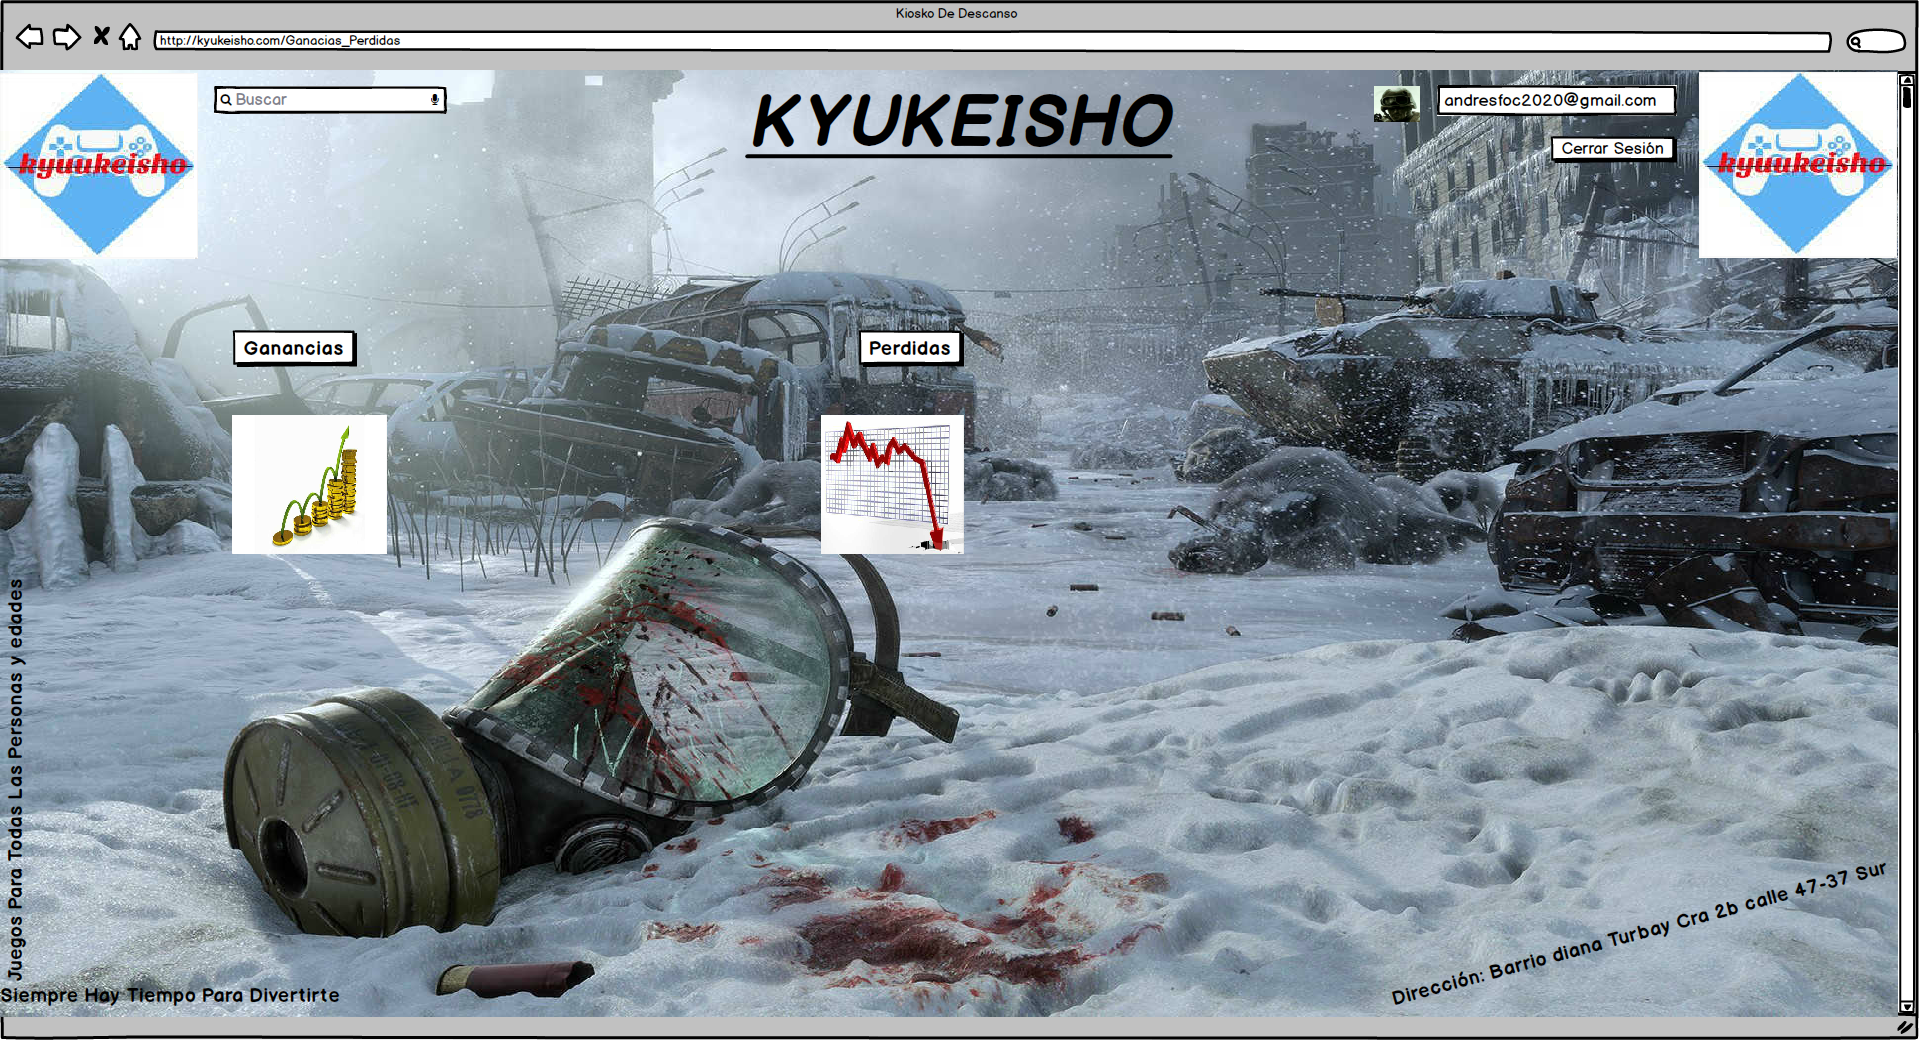 Kiosko De Descanso
http://kyukeisho.com/Ganacias_Perdidas
kyuukeisho
Buscar
KYUKEISHO
andresfoc2020@gmail.com
Cerrar Sesión
kyuukeisho
Ganancias
Perdidas
Juegos Para Todas Las Personas y edades
Siempre Hay Tiempo Para Divertirte
Dirección: Barrio diana Turbay Cra 2b calle 47-37 Sur